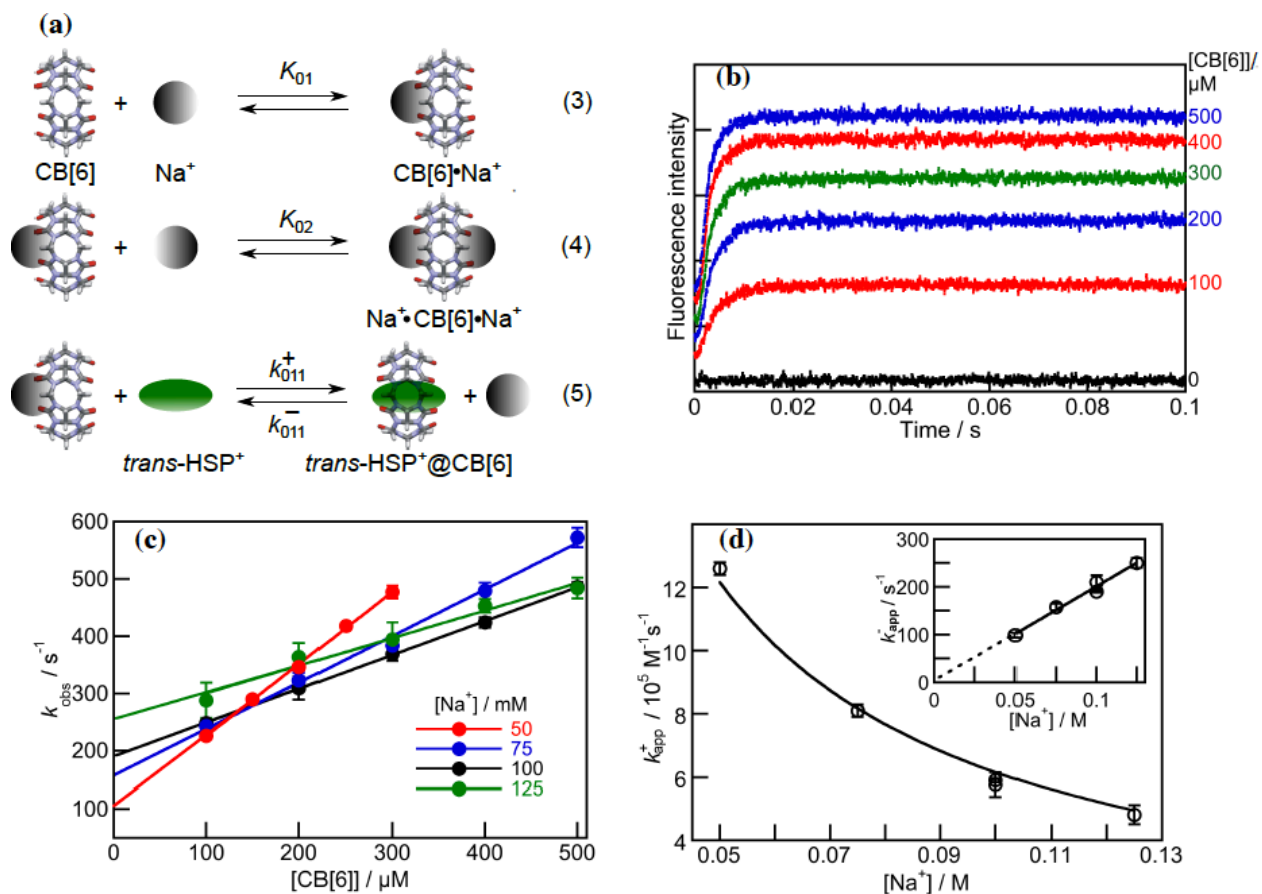 (a)
K01
+
(3)
CB[6]
Na+
CB[6]•Na+
K02
+
(4)
Na+•CB[6]•Na+
k+011
+
+
(5)
k−011
trans-HSP+
trans-HSP+@CB[6]
(b)
[CB[6]]/
µM
500
400
300
200
100
0
Fluorescence intensity
0 0.02 0.04 0.06 0.08 0.1
Time / s
(c)
600
500
400
300
200
100
kobs / s-1
[Na+] / mM
50
75
100
125
0 100 200 300 400 500
[CB[6]] / µM
(d)
12
10
8
6
4
k+app / 105 M-1 s-1
300
200
100
0
k-app / s-1
0 0.05 0.1
[Na+] / M
0.05 0.07 0.09 0.11 0.13
[Na+] / M